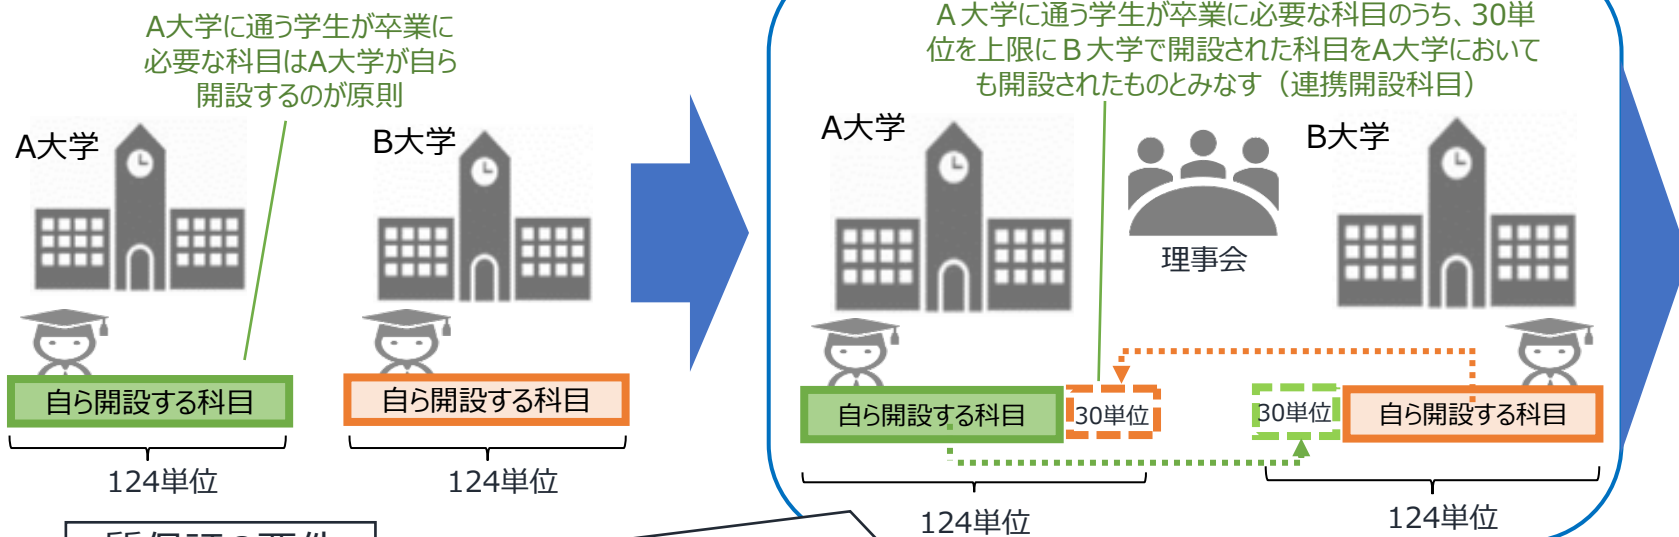 A大学に通う学生が卒業に
必要な科目はA大学が自ら
開設するのが原則
A大学
B大学
自ら開設する科目
自ら開設する科目
124単位
124単位
A大学に通う学生が卒業に必要な科目のうち、30単
位を上限にB大学で開設された科目をA大学において
も開設されたものとみなす（連携開設科目）
A大学
B大学
理事会
自ら開設する科目
30単位
30単位
自ら開設する科目
124単位
124単位
質保証の要件